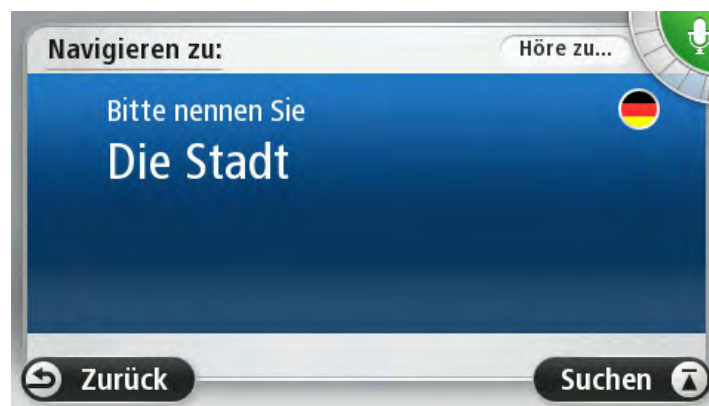 Navigieren zu:
Höre zu...
Bitte nennen Sie
Die Stadt
Zurück
Suchen